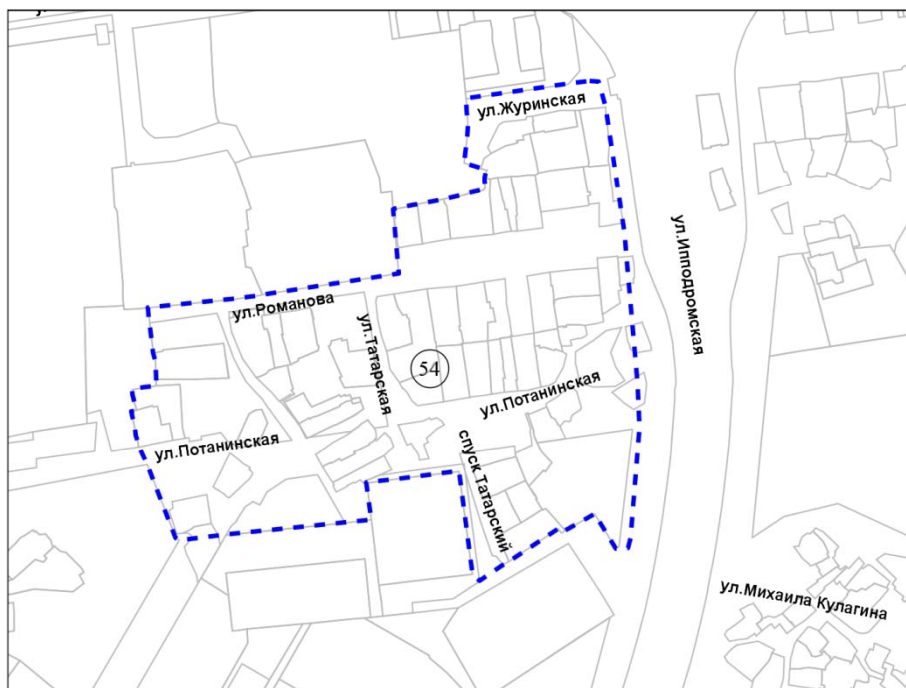 ул.Журинская
ул.Ипподромская
ул.Романова
ул.Татарская
54
ул.Потанинская
ул.Потанинская
спуск Татарский
ул.Михаила Кулагина